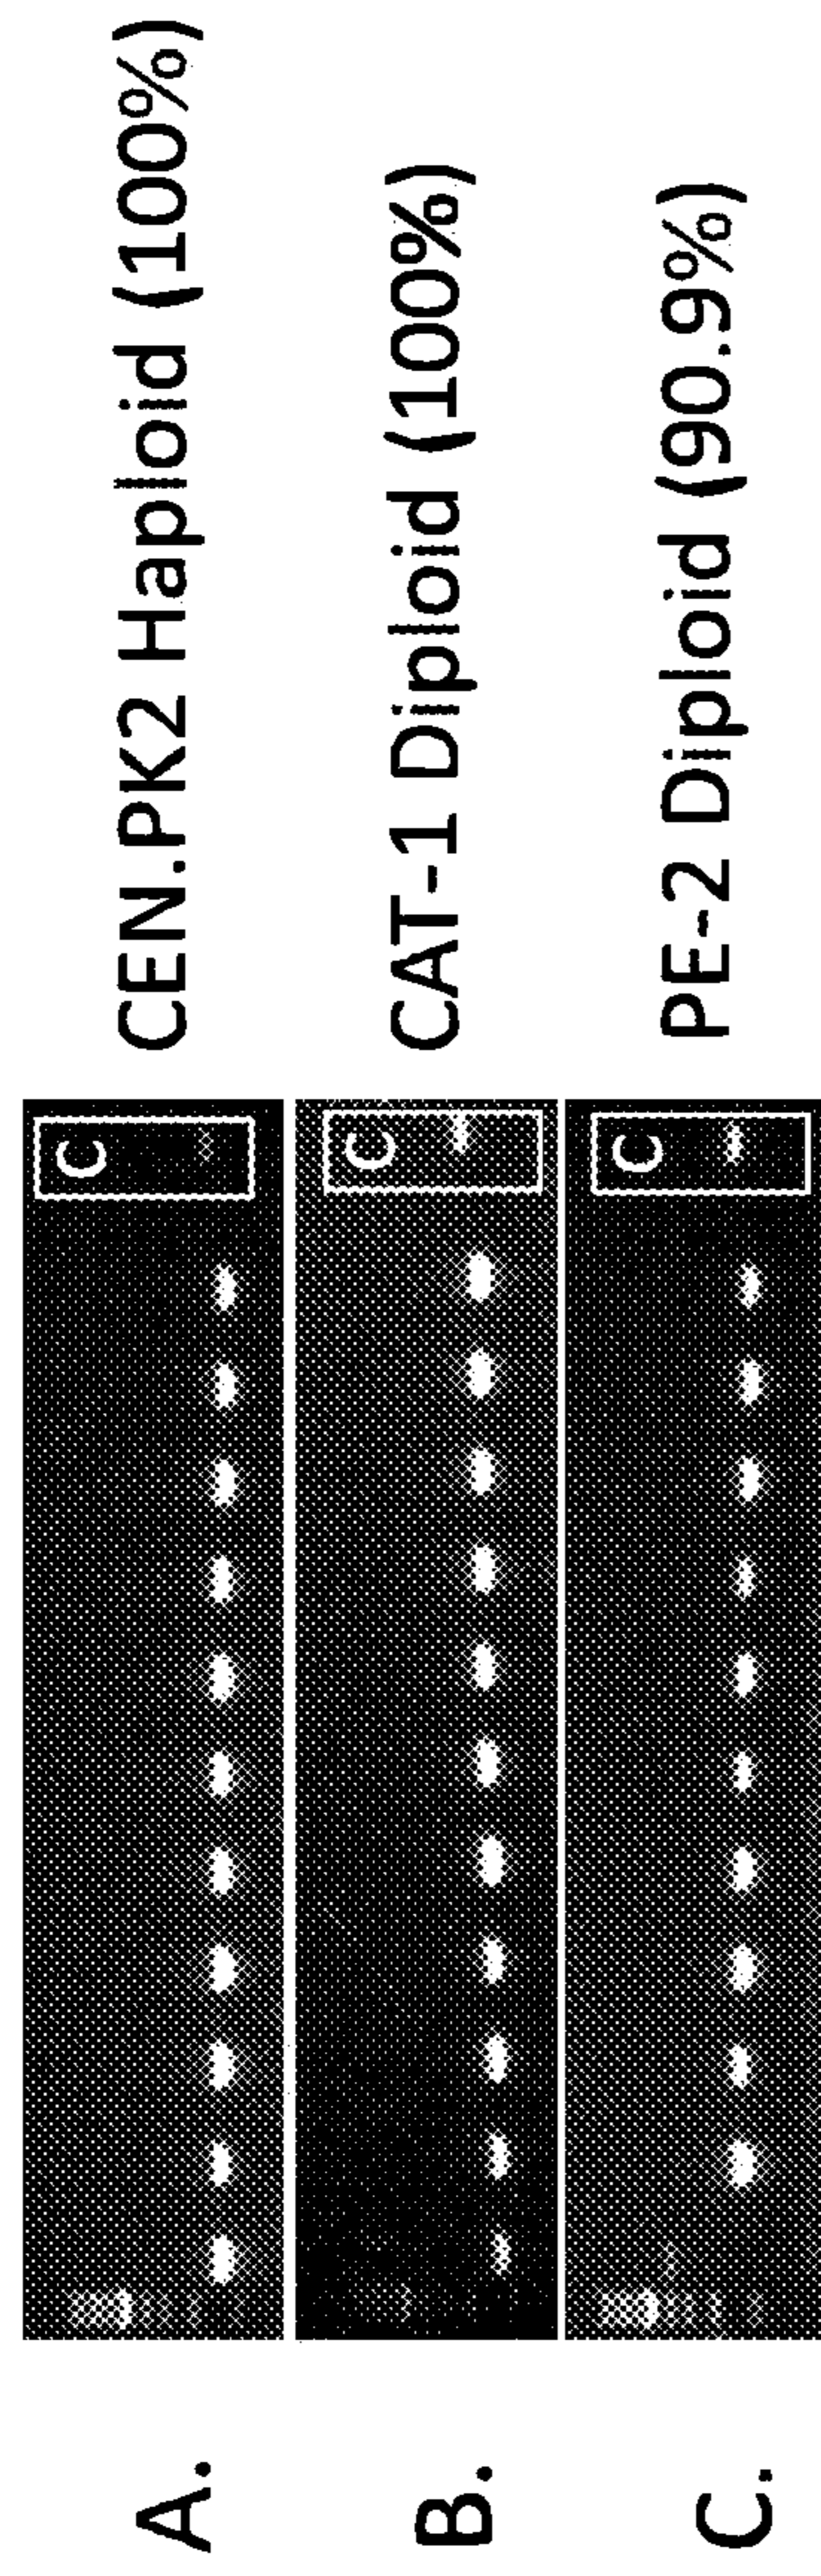 A. C CEN.PK2 Haploid (100%)
B. C CAT-1 Diploid (100%)
C. C PE-2 Diploid (90.9%)